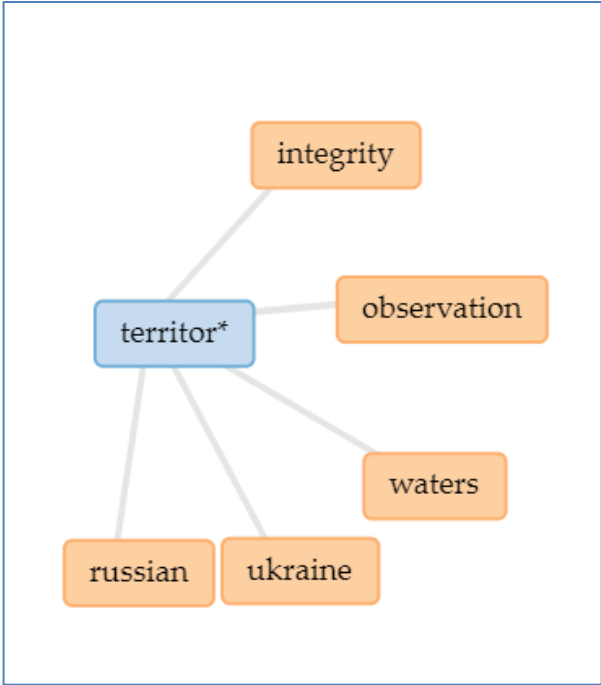 integrity
observation
territor*
waters
russian
ukraine